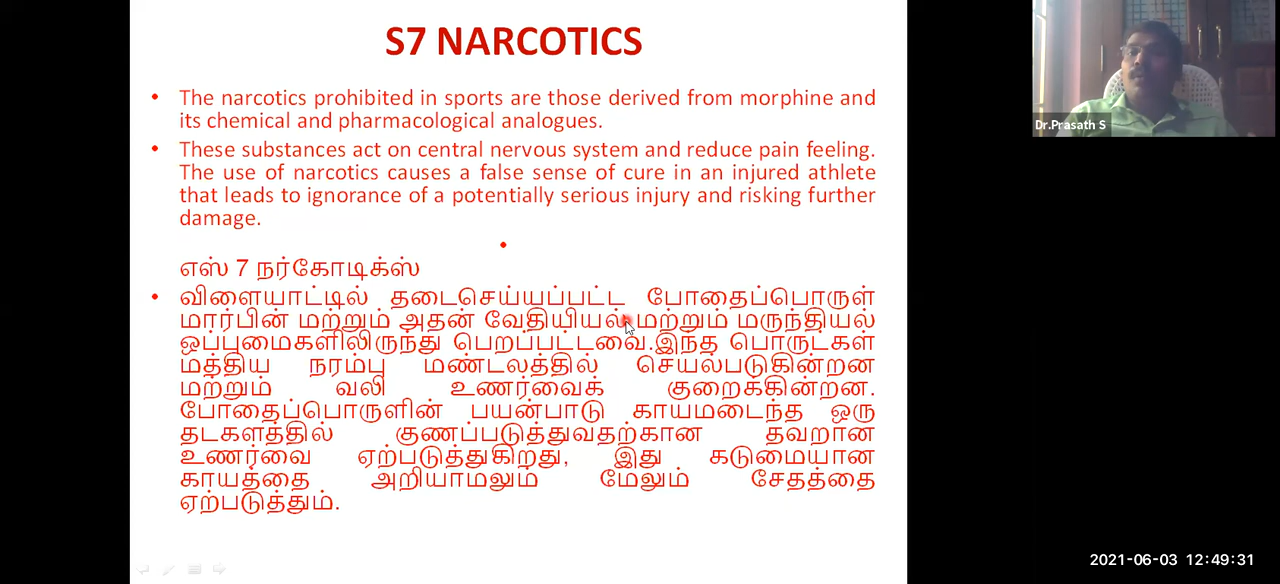 S7 NARCOTICS
• The narcotics prohibited in sports are those derived from morphine and
its chemical and pharmacological analogues.
• These substances act on central nervous system and reduce pain feeling.
The use of narcotics causes a false sense of cure in an injured athlete
that leads to ignorance of a potentially serious injury and risking further
damage.
•
எஸ் 7 நர்கோடிக்ஸ்
• விளையாட்டில் தடைசெய்யப்பட்ட போதைப்பொருள்
மார்பின் மற்றும் அதன் வேதியியல் மற்றும் மருந்தியல்
ஒப்புமைகளிலிருந்து பெறப்பட்டவை.இந்த பொருட்கள்
மத்திய நரம்பு மண்டலத்தில் செயல்படுகின்றன
மற்றும் வலி உணர்வைக் குறைக்கின்றன.
போதைப்பொருளின் பயன்பாடு காயமடைந்த ஒரு
தடகளத்தில் குணப்படுத்துவதற்கான தவறான
உணர்வை ஏற்படுத்துகிறது, இது கடுமையான
காயத்தை அறியாமலும் மேலும் சேதத்தை
ஏற்படுத்தும்.
Dr.Prasath S
2021-06-03 12:49:31